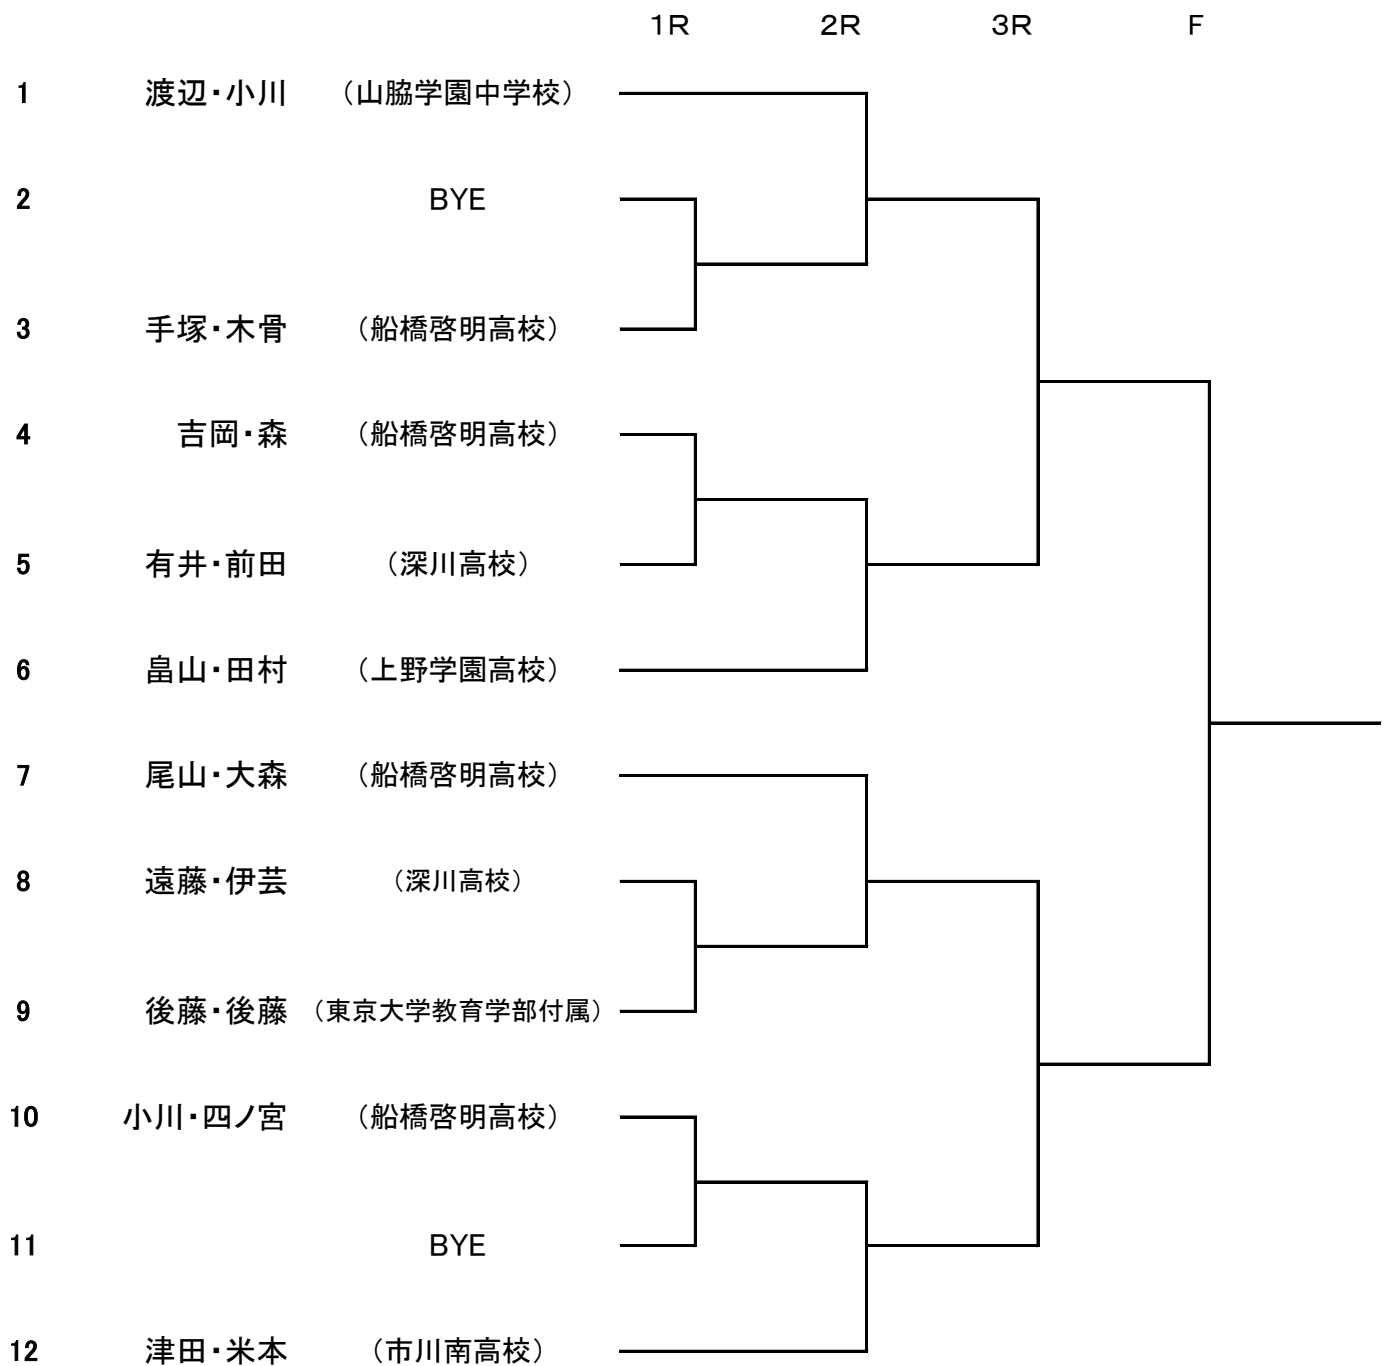 1R 2R 3R F
1 渡辺・小川 （山脇学園中学校）
2 BYE
3 手塚・木骨 （船橋啓明高校）
4 吉岡・森 （船橋啓明高校）
5 有井・前田 （深川高校）
6 畠山・田村 （上野学園高校）
7 尾山・大森 （船橋啓明高校）
8 遠藤・伊芸 （深川高校）
9 後藤・後藤 （東京大学教育学部付属）
10 小川・四ノ宮 （船橋啓明高校）
11 BYE
12 津田・米本 （市川南高校）